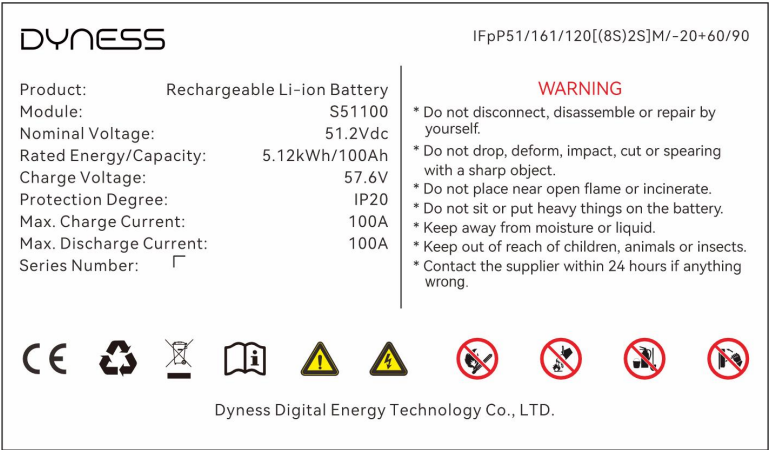 DYNESS
IFpP51/161/120[(8S)2S]M/-20+60/90
Product: Rechargeable Li-ion Battery
Module: S51100
Nominal Voltage: 51.2Vdc
Rated Energy/Capacity: 5.12kWh/100Ah
Charge Voltage: 57.6V
Protection Degree: IP20
Max. Charge Current: 100A
Max. Discharge Current: 100A
Series Number:
WARNING
* Do not disconnect, disassemble or repair by
yourself.
* Do not drop, deform, impact, cut or spearing
with a sharp object.
* Do not place near open flame or incinerate.
* Do not sit or put heavy things on the battery.
* Keep away from moisture or liquid.
* Keep out of reach of children, animals or insects.
* Contact the supplier within 24 hours if anything
wrong.
CE
Dyness Digital Energy Technology Co., LTD.